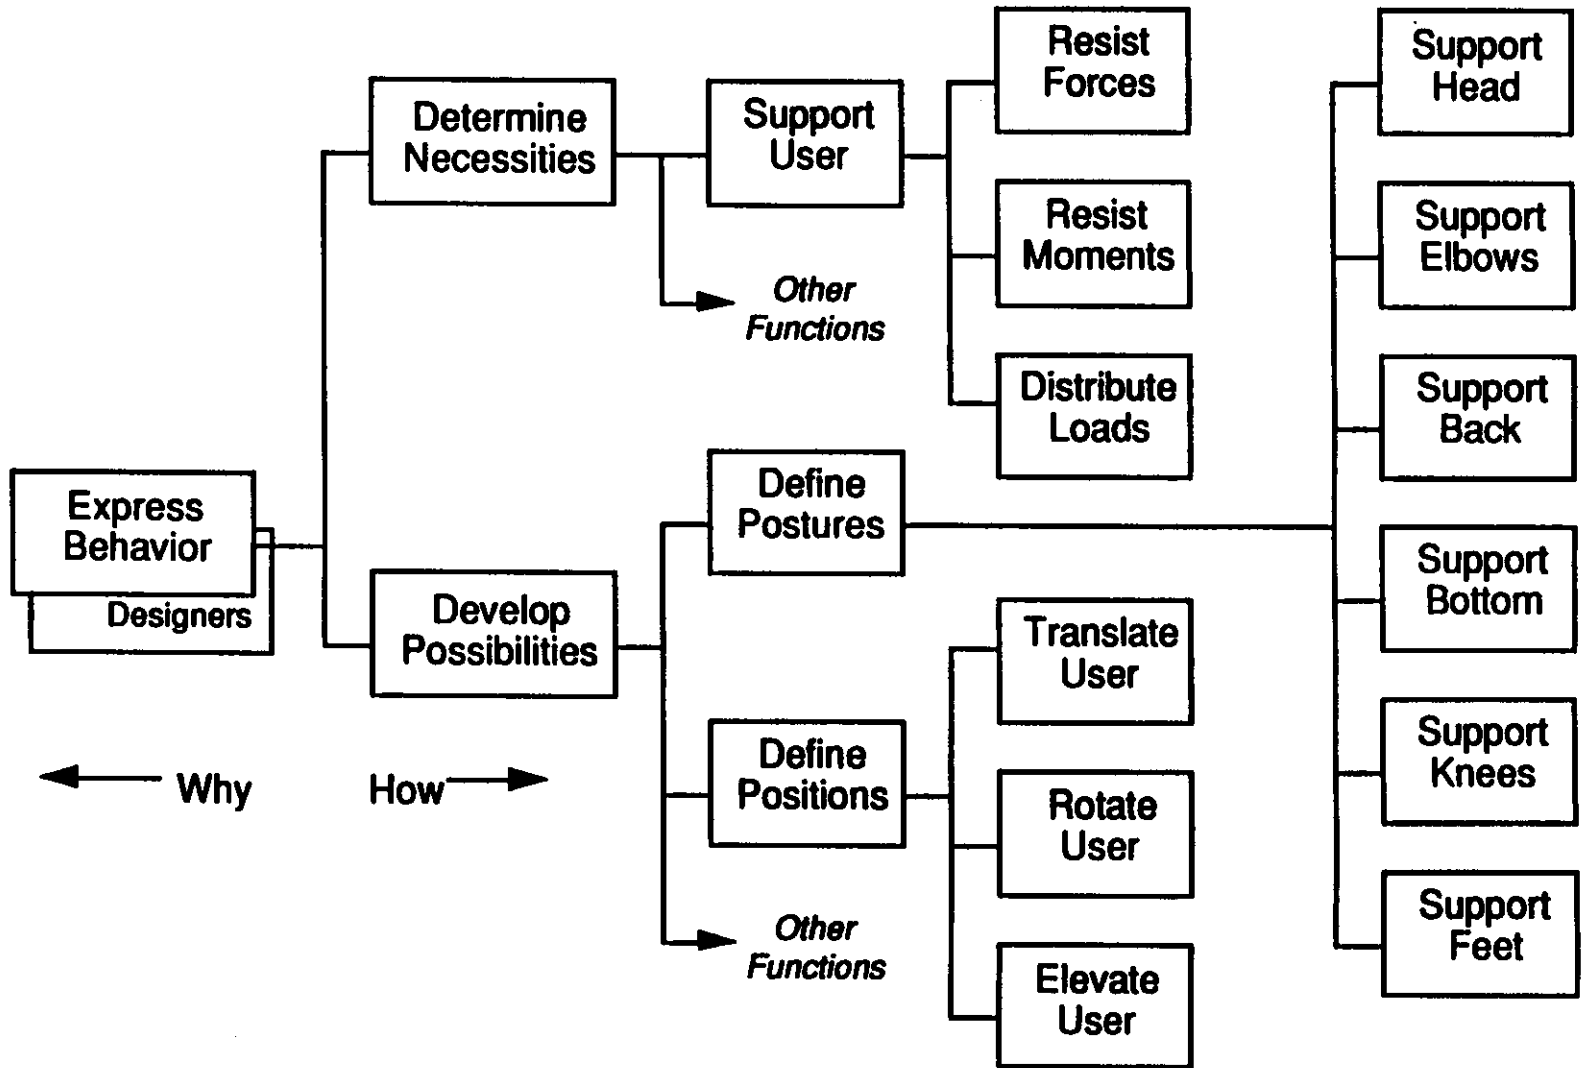 Express
Behavior
Designers
Why
How
Determine
Necessities
Develop
Possibilities
Support
User
Other
Functions
Define
Postures
Define
Positions
Other
Functions
Resist
Forces
Resist
Moments
Distribute
Loads
Translate
User
Rotate
User
Elevate
User
Support
Head
Support
Elbows
Support
Back
Support
Bottom
Support
Knees
Support
Feet